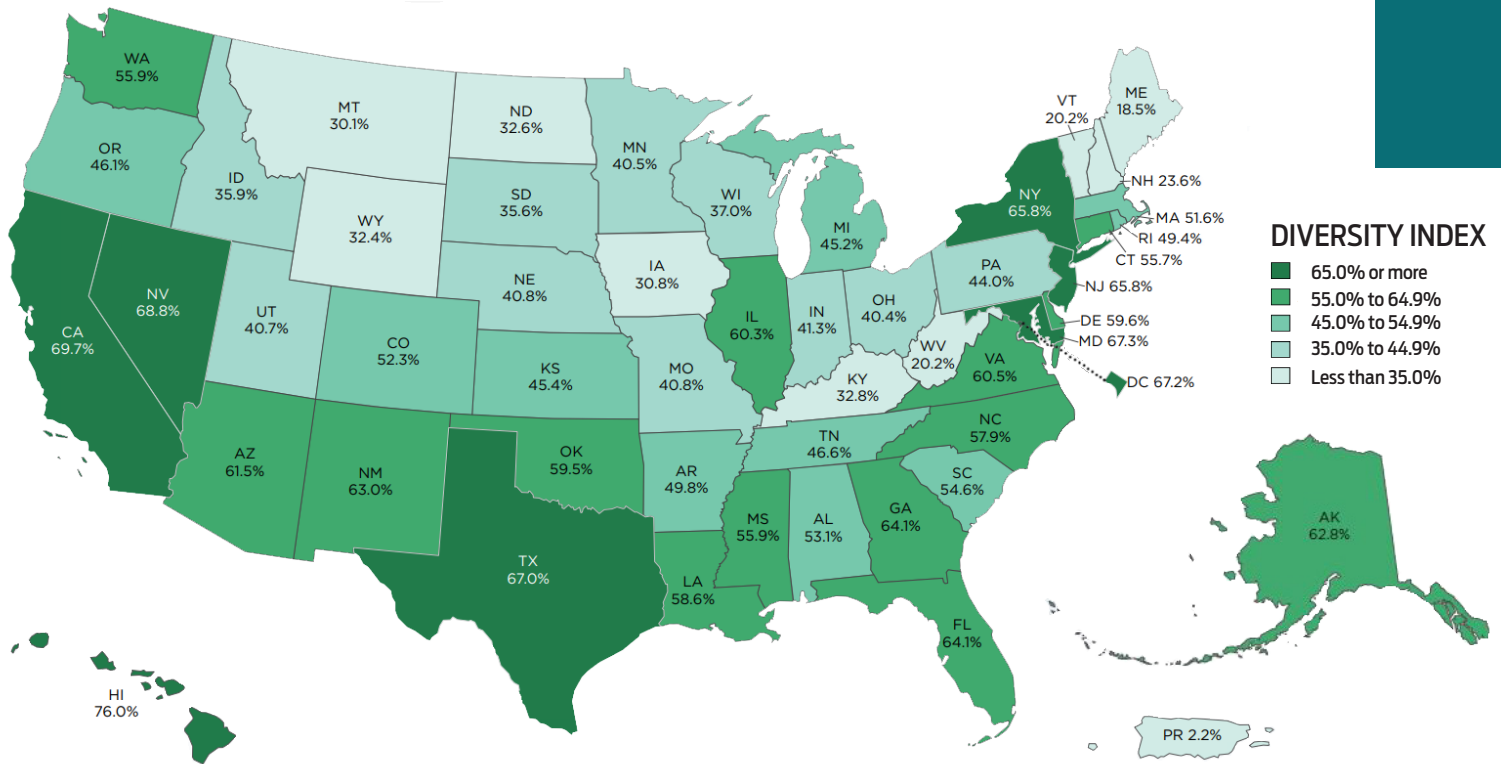 WA
55.9%
OR
46.1%
ID
35.9%
MT
30.1%
ND
32.6%
MN
40.5%
WI
37.0%
SD
35.6%
WY
32.4%
MI
45.2%
VT
20.2%
ME
18.5%
NH 23.6%
NY
65.8%
MA 51.6%
RI 49.4%
CT 55.7%
NJ 65.8%
PA
44.0%
DE 59.6%
MD 67.3%
DC 67.2%
CA
69.7%
NV
68.8%
UT
40.7%
CO
52.3%
NE
40.8%
IA
30.8%
KS
45.4%
MO
40.8%
IL
60.3%
IN
41.3%
OH
40.4%
WV
20.2%
VA
60.5%
KY
32.8%
NC
57.9%
TN
46.6%
SC
54.6%
AZ
61.5%
NM
63.0%
OK
59.5%
AR
49.8%
MS
55.9%
AL
53.1%
GA
64.1%
TX
67.0%
LA
58.6%
FL
64.1%
HI
76.0%
AK
62.8%
PR 2.2%
DIVERSITY INDEX
65.0% or more
55.0% to 64.9%
45.0% to 54.9%
35.0% to 44.9%
Less than 35.0%